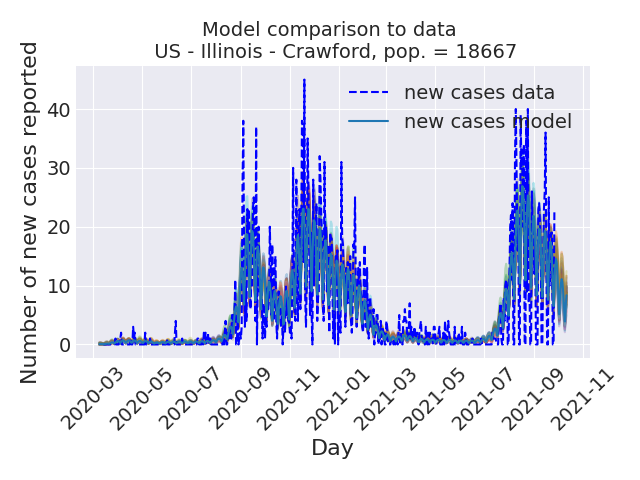 Model comparison to data
US - Illinois - Crawford, pop. = 18667
new cases data
new cases model
Number of new cases reported
40
30
20
10
0
2020-03
2020-05
2020-07
2020-09
2020-11
2021-01
2021-03
2021-05
2021-07
2021-09
2021-11
Day